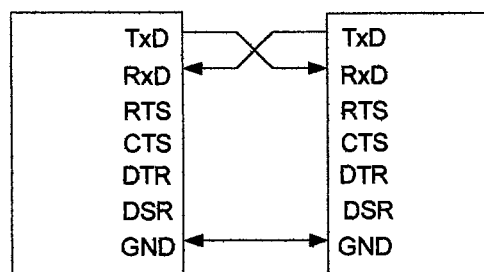 TxD TxD
RxD RxD
RTS RTS
CTS CTS
DTR DTR
DSR DSR
GND GND